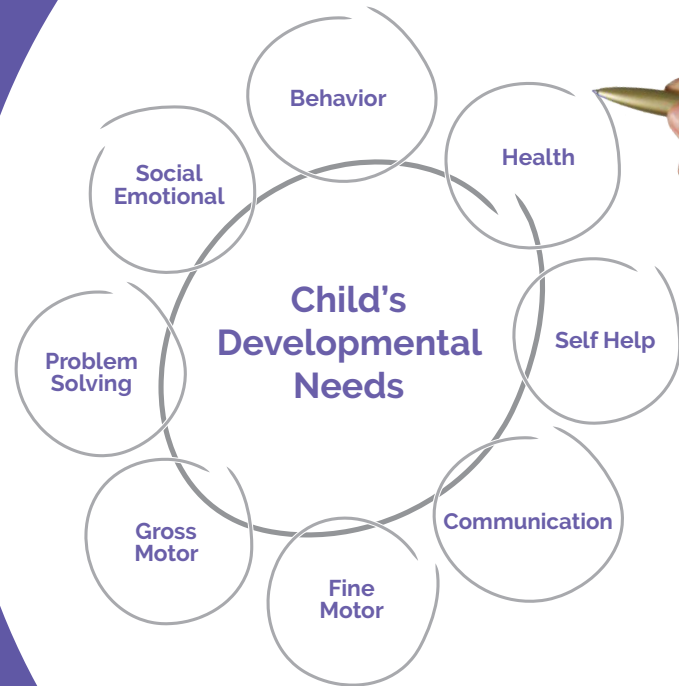 Behavior
Health
Social
Emotional
Child’s
Developmental
Needs
Self Help
Problem
Solving
Communication
Gross
Motor
Fine
Motor